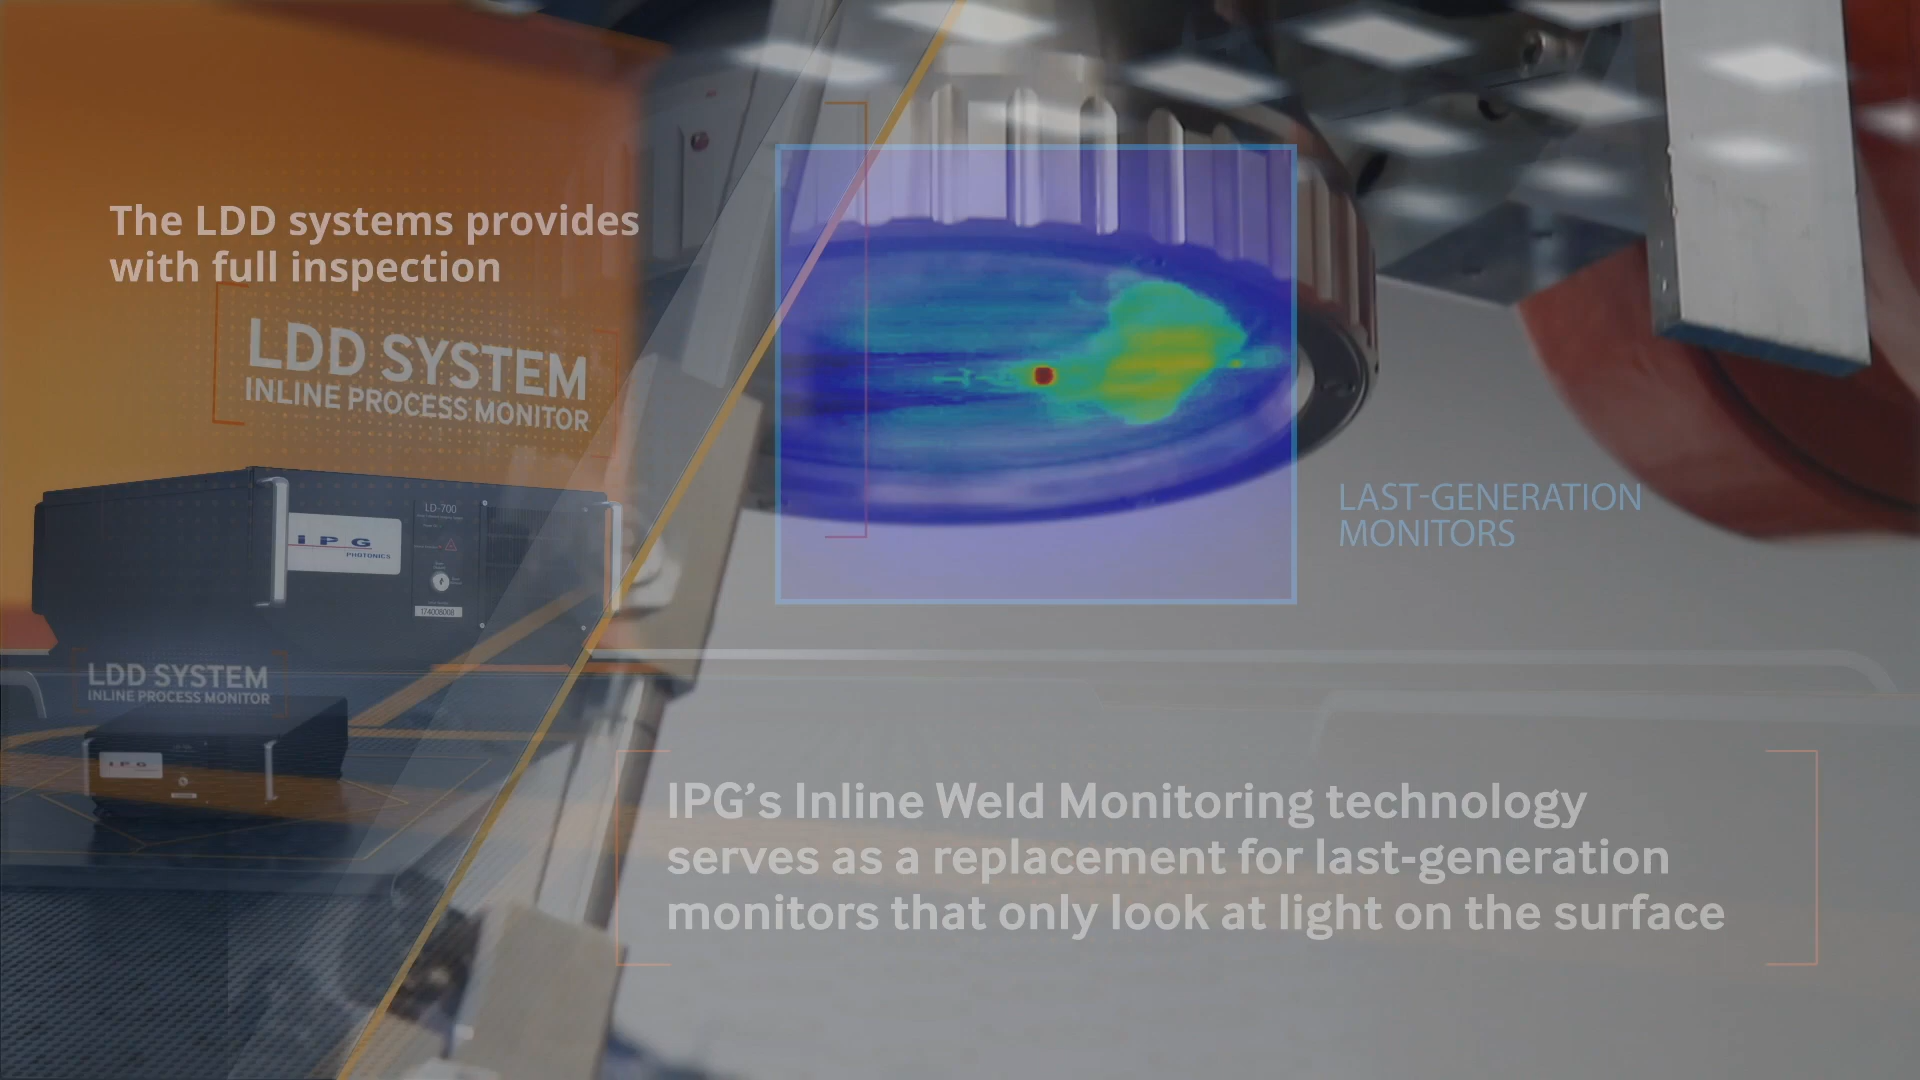 The LDD systems provides
with full inspection
LDD SYSTEM
INLINE PROCESS MONITOR
LD-700
IPG
PHOTONICS
174008008
LDD SYSTEM
INLINE PROCESS MONITOR
IPG
LAST-GENERATION
MONITORS
IPG’s Inline Weld Monitoring technology
serves as a replacement for last-generation
monitors that only look at light on the surface